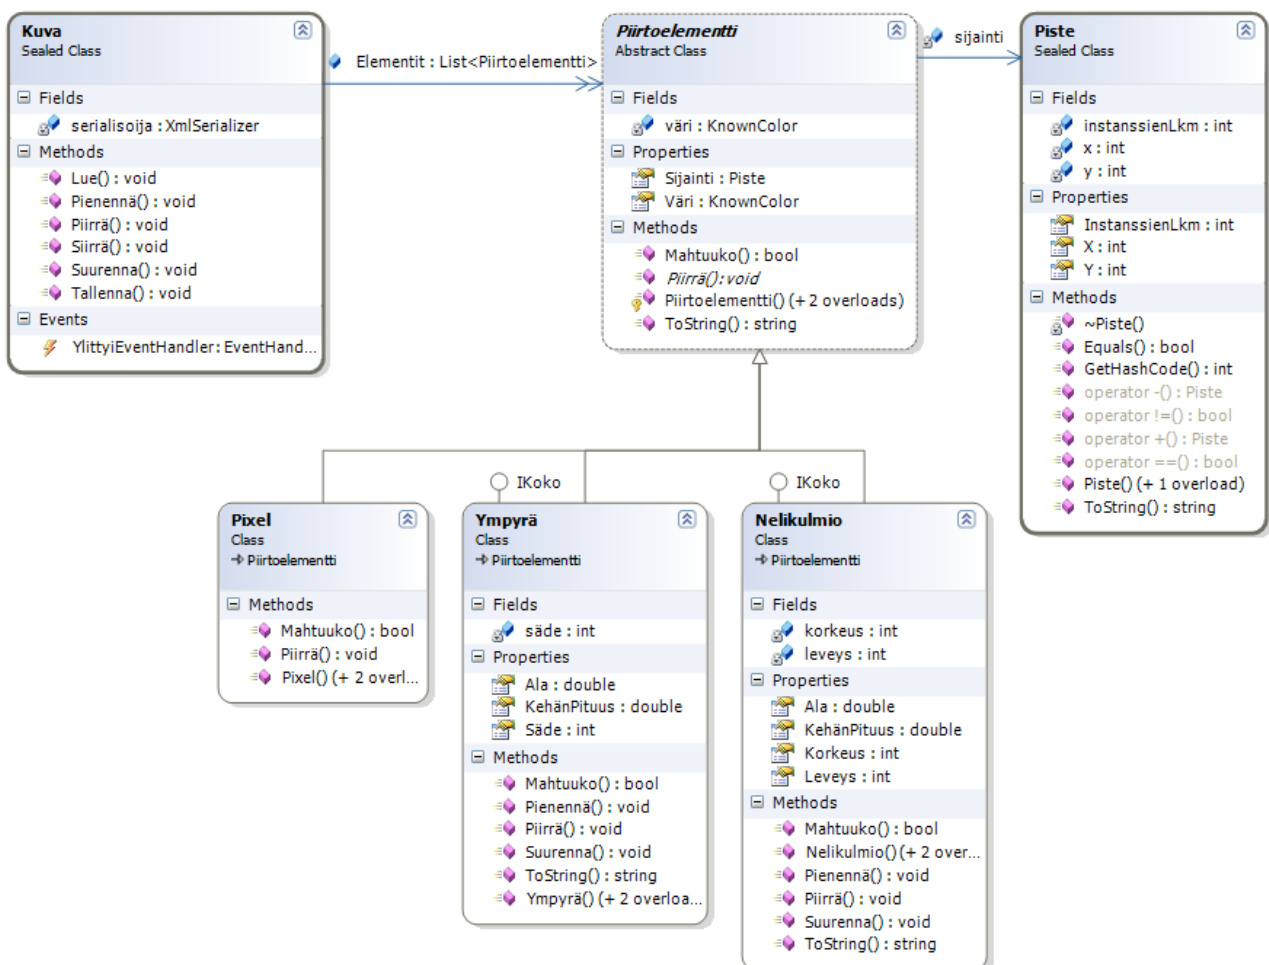 Kuva
Sealed Class
Fields
serialisoija : XmlSerializer
Methods
Lue() : void
Pienennä() : void
Piirrä() : void
Siirrä() : void
Suurenna() : void
Tallenna() : void
Events
YlittyiEventHandler : EventHand...
Elementit : List<Piirtoelementti>
Piirtoelementti
Abstract Class
Fields
väri : KnownColor
Properties
Sijainti : Piste
Väri : KnownColor
Methods
Mahtuuko() : bool
Piirrä() : void
Piirtoelementti() (+ 2 overloads)
ToString() : string
sijainti
Piste
Sealed Class
Fields
instanssienLkm : int
x : int
y : int
Properties
InstanssienLkm : int
X : int
Y : int
Methods
~Piste()
Equals() : bool
GetHashCode() : int
operator -() : Piste
operator !=() : bool
operator +() : Piste
operator ==() : bool
Piste() (+ 1 overload)
ToString() : string
Pixel
Class
Piirtoelementti
Methods
Mahtuuko() : bool
Piirrä() : void
Pixel() (+ 2 overl...
IKoko
Ympyrä
Class
Piirtoelementti
Fields
säde : int
Properties
Ala : double
KehänPituus : double
Säde : int
Methods
Mahtuuko() : bool
Pienennä() : void
Piirrä() : void
Suurenna() : void
ToString() : string
Ympyrä() (+ 2 overloa...
IKoko
Nelikulmio
Class
Piirtoelementti
Fields
korkeus : int
leveys : int
Properties
Ala : double
KehänPituus : double
Korkeus : int
Leveys : int
Methods
Mahtuuko() : bool
Nelikulmio() (+ 2 over...
Pienennä() : void
Piirrä() : void
Suurenna() : void
ToString() : string